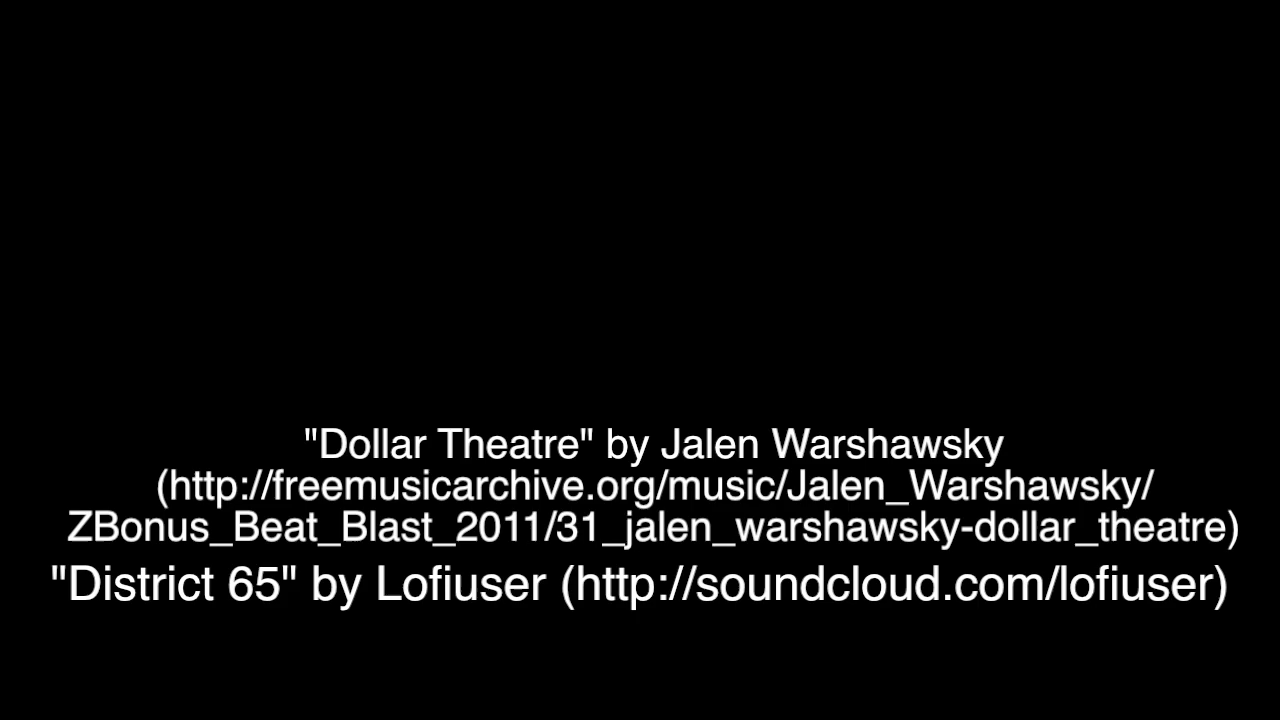 "Dollar Theatre" by Jalen Warshawsky
(http://freemusicarchive.org/music/Jalen_Warshawsky/
ZBonus_Beat_Blast_2011/31_jalen_warshawsky-dollar_theatre)
"District 65" by Lofiuser (http://soundcloud.com/lofiuser)